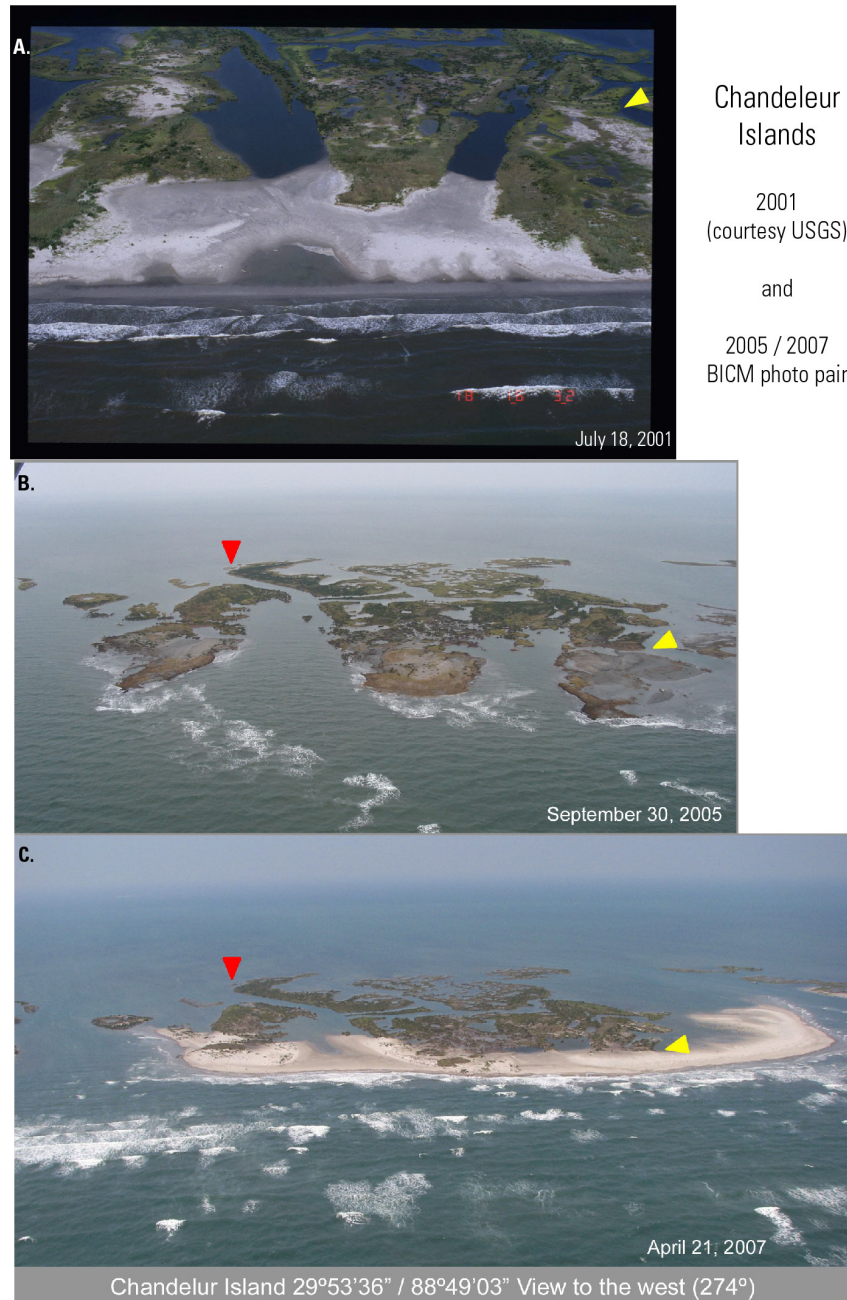 A.
Chandeleur
Islands
2001
(courtesy USGS)
and
2005 / 2007
BICM photo pair
18 16 32
July 18, 2001
B.
September 30, 2005
C.
April 21, 2007
Chandelur Island 29º53’36” / 88º49’03” View to the west (274º)